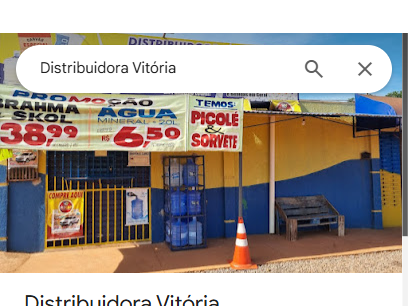 Distribuidora Vitória
DISTRIBUIDORA
PROMOÇÃO
BRAHMA
SKOL
38,99
ÁGUA
MINERAL - 20L
R$ 6,50
TEMOS:
PICOLÉ
&
SORVETE
COMPRE AQUI
Distribuidora Vitória